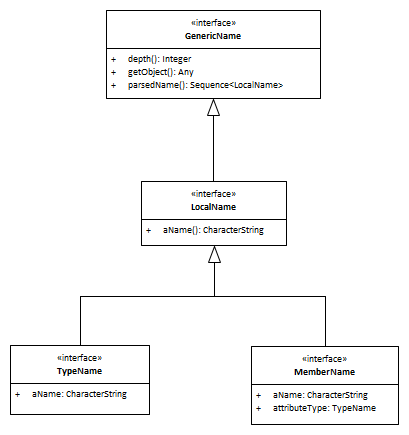 «interface»
GenericName
+ depth(): Integer
+ getObject(): Any
+ parsedName(): Sequence<LocalName>
«interface»
LocalName
+ aName(): CharacterString
«interface»
TypeName
+ aName: CharacterString
«interface»
MemberName
+ aName: CharacterString
+ attributeType: TypeName